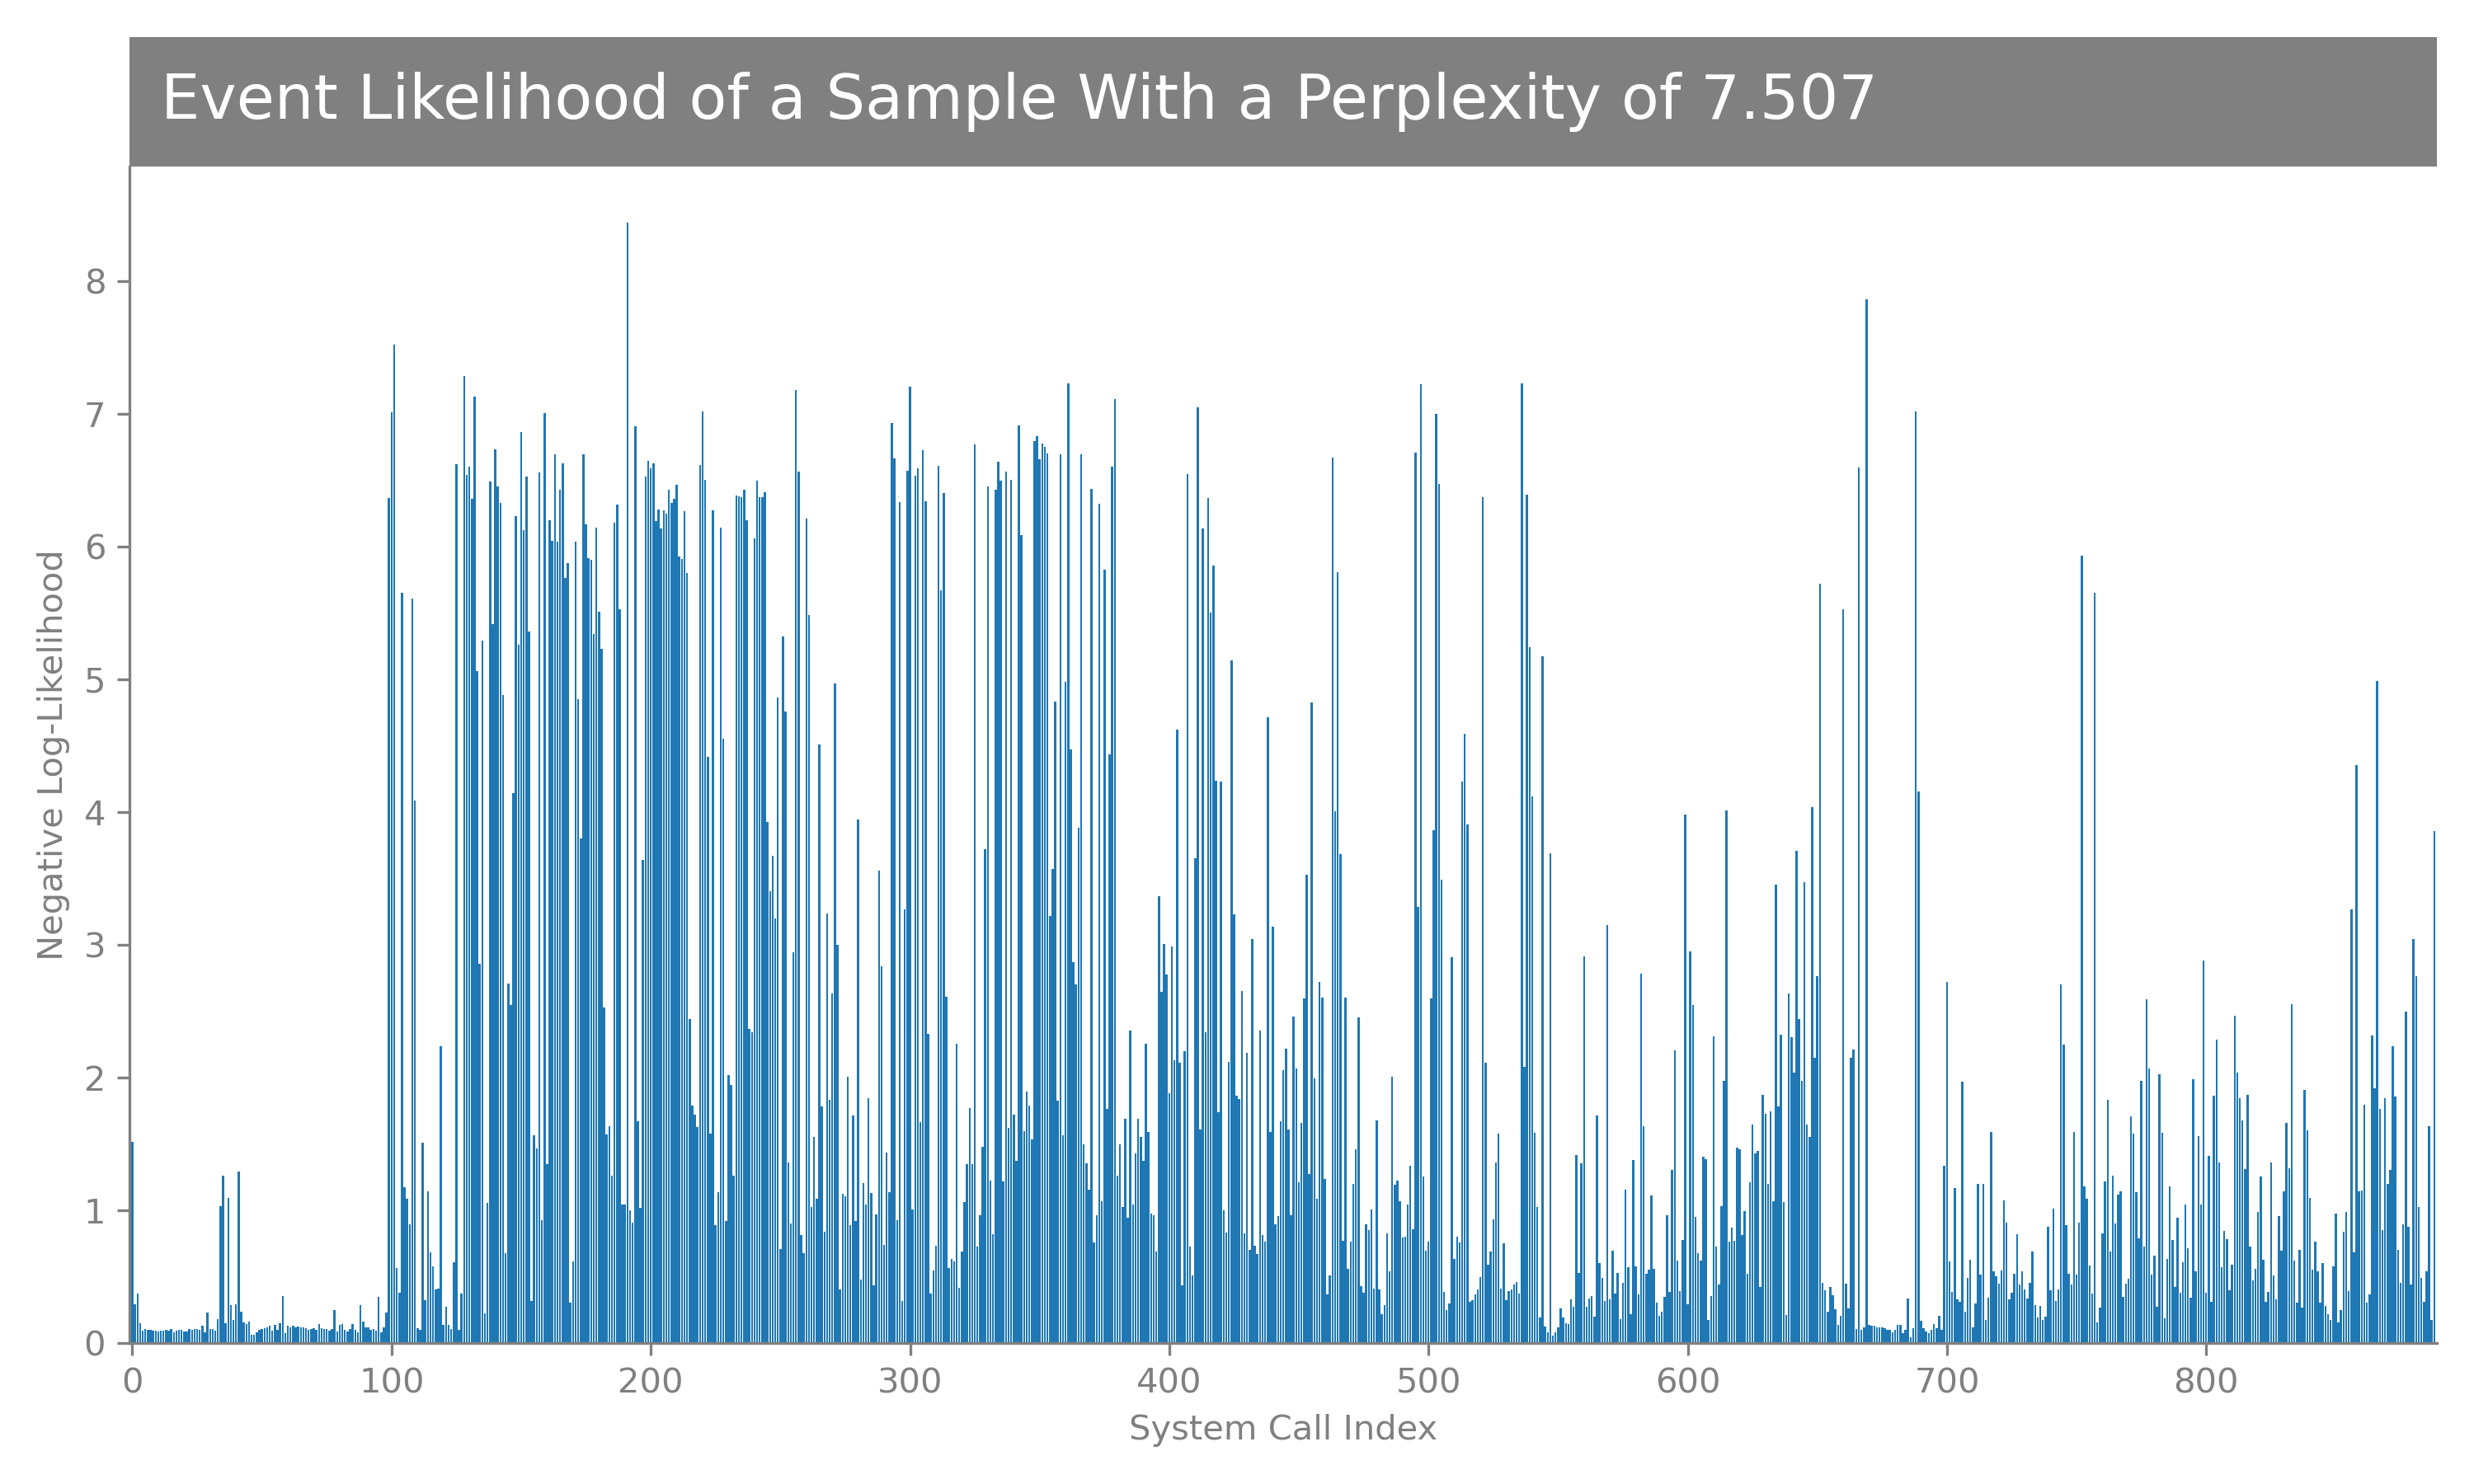 Event Likelihood of a Sample With a Perplexity of 7.507
Negative Log-Likelihood
8
7
6
5
4
3
2
1
0
0 100 200 300 400 500 600 700 800
System Call Index